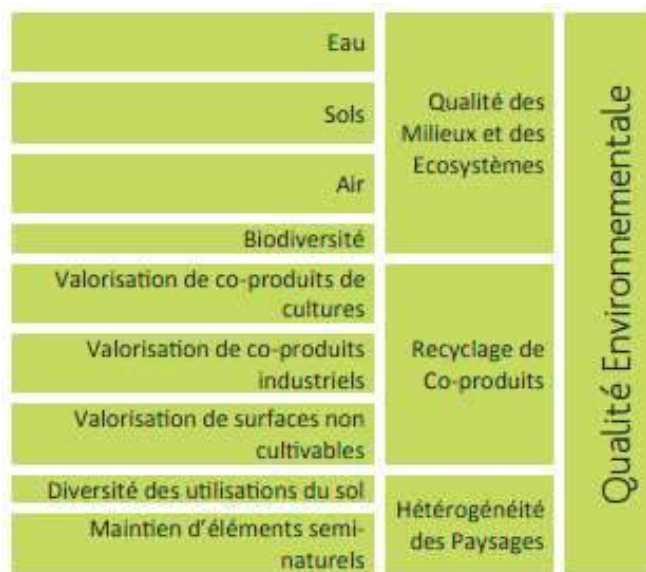 Eau
Sols
Air
Biodiversité
Qualité des
Milieux et des
Ecosystèmes
Valorisation de co-produits de
cultures
Valorisation de co-produits
industriels
Valorisation de surfaces non
cultivables
Recyclage de
Co-produits
Diversité des utilisations du sol
Maintien d'éléments semi-
naturels
Hétérogénéité
des Paysages
Qualité Environnementale